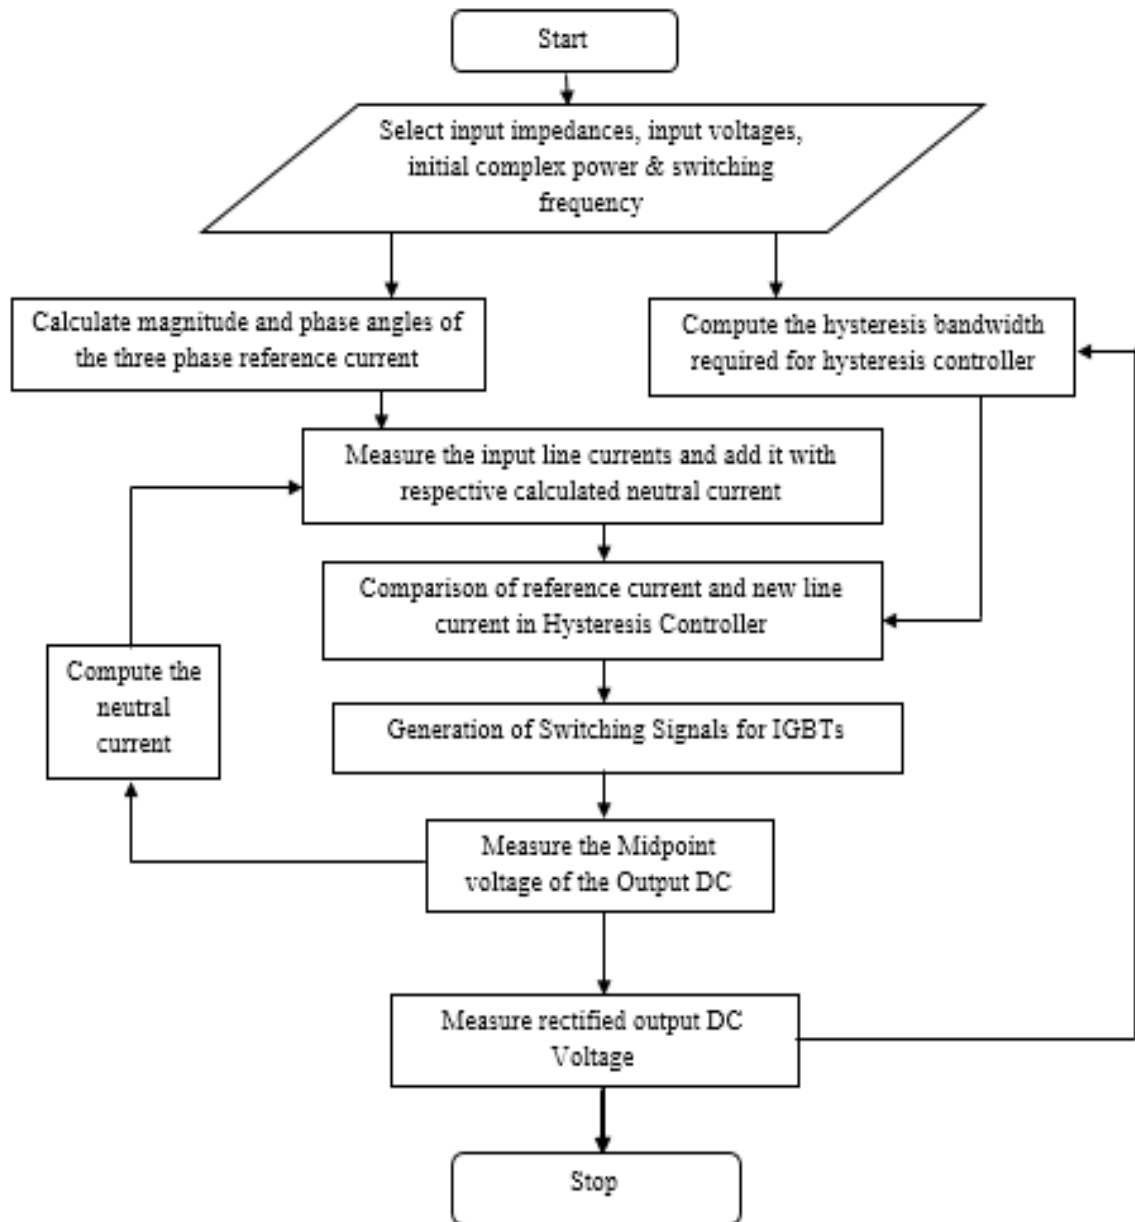 Start
Select input impedances, input voltages,
initial complex power & switching
frequency
Calculate magnitude and phase angles of
the three phase reference current
Compute the hysteresis bandwidth
required for hysteresis controller
Measure the input line currents and add it with
respective calculated neutral current
Comparison of reference current and new line
current in Hysteresis Controller
Compute the
neutral
current
Generation of Switching Signals for IGBTs
Measure the Midpoint
voltage of the Output DC
Measure rectified output DC
Voltage
Stop